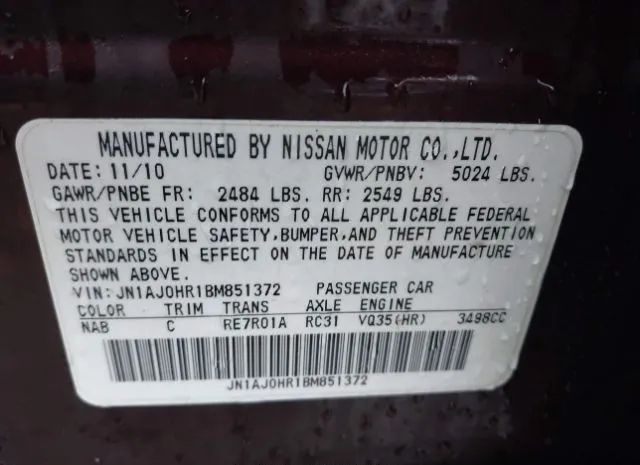 MANUFACTURED BY NISSAN MOTOR CO.,LTD.
DATE: 11/10 GVWR/PNBV: 5024 LBS.
GAWR/PNBE FR: 2484 LBS. RR: 2549 LBS.
THIS VEHICLE CONFORMS TO ALL APPLICABLE FEDERAL
MOTOR VEHICLE SAFETY,BUMPER,AND THEFT PREVENTION
STANDARDS IN EFFECT ON THE DATE OF MANUFACTURE
SHOWN ABOVE.
VIN: JN1AJ0HR1BM851372 PASSENGER CAR
COLOR TRIM TRANS AXLE ENGINE
NAB C RE7R01A RC31 VQ35(HR) 3498CC
JN1AJ0HR1BM851372